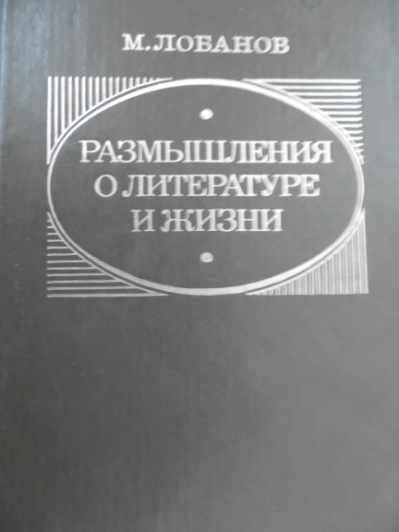 М. ЛОБАНОВ
РАЗМЫШЛЕНИЯ
О ЛИТЕРАТУРЕ
И ЖИЗНИ